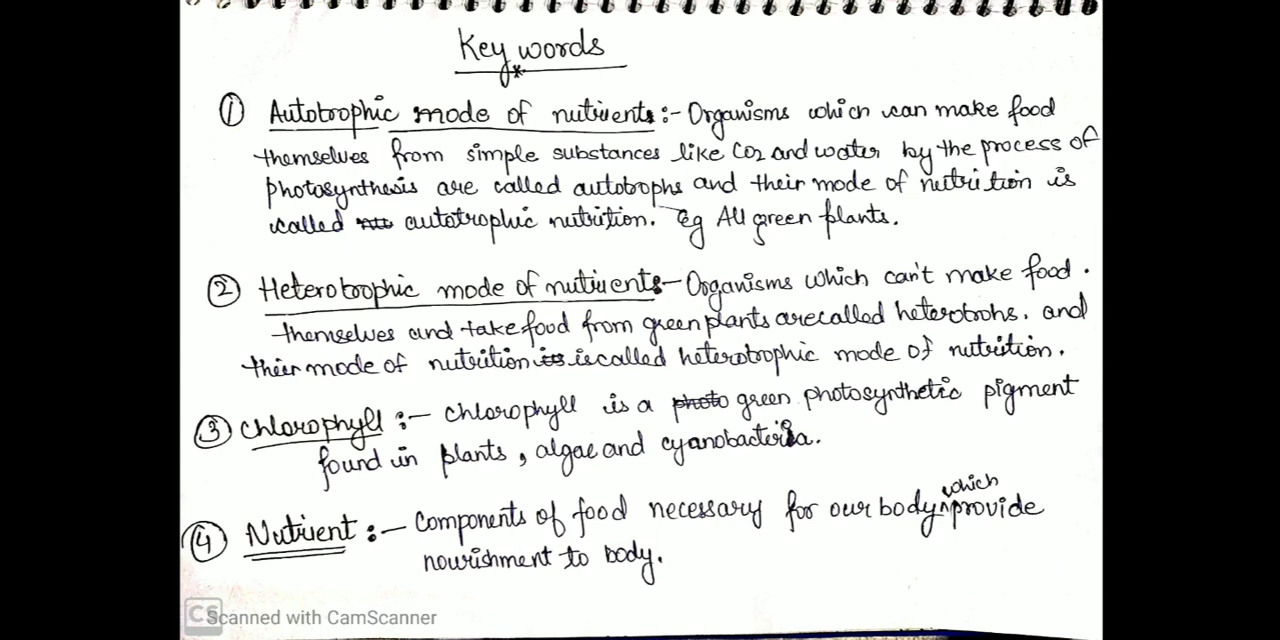 Key words
① Autotrophic mode of nutrients :- Organisms which can make food
themselves from simple substances like CO2 and water by the process of
photosynthesis are called autotrophs and their mode of nutrition is
called autotrophic nutrition. Eg All green plants.
② Heterotrophic mode of nutrients - Organisms which can't make food.
themselves and take food from green plants are called heterotrohs. and
their mode of nutrition is called heterotrophic mode of nutrition.
③ Chlorophyll :- chlorophyll is a photo green photosynthetic pigment
found in plants, algae and cyanobacteria.
④ Nutrient :- Components of food necessary for our body which provide
nourishment to body.
CS Scanned with CamScanner